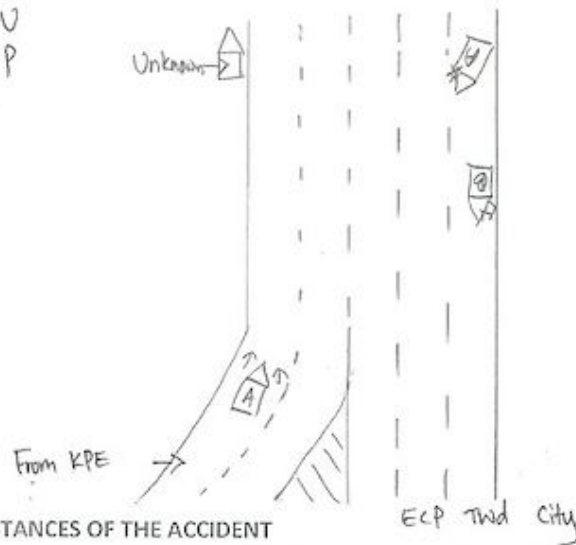 U
P
Unknown
B
B
A
From KPE
ECP Twd City
TANCES OF THE ACCIDENT